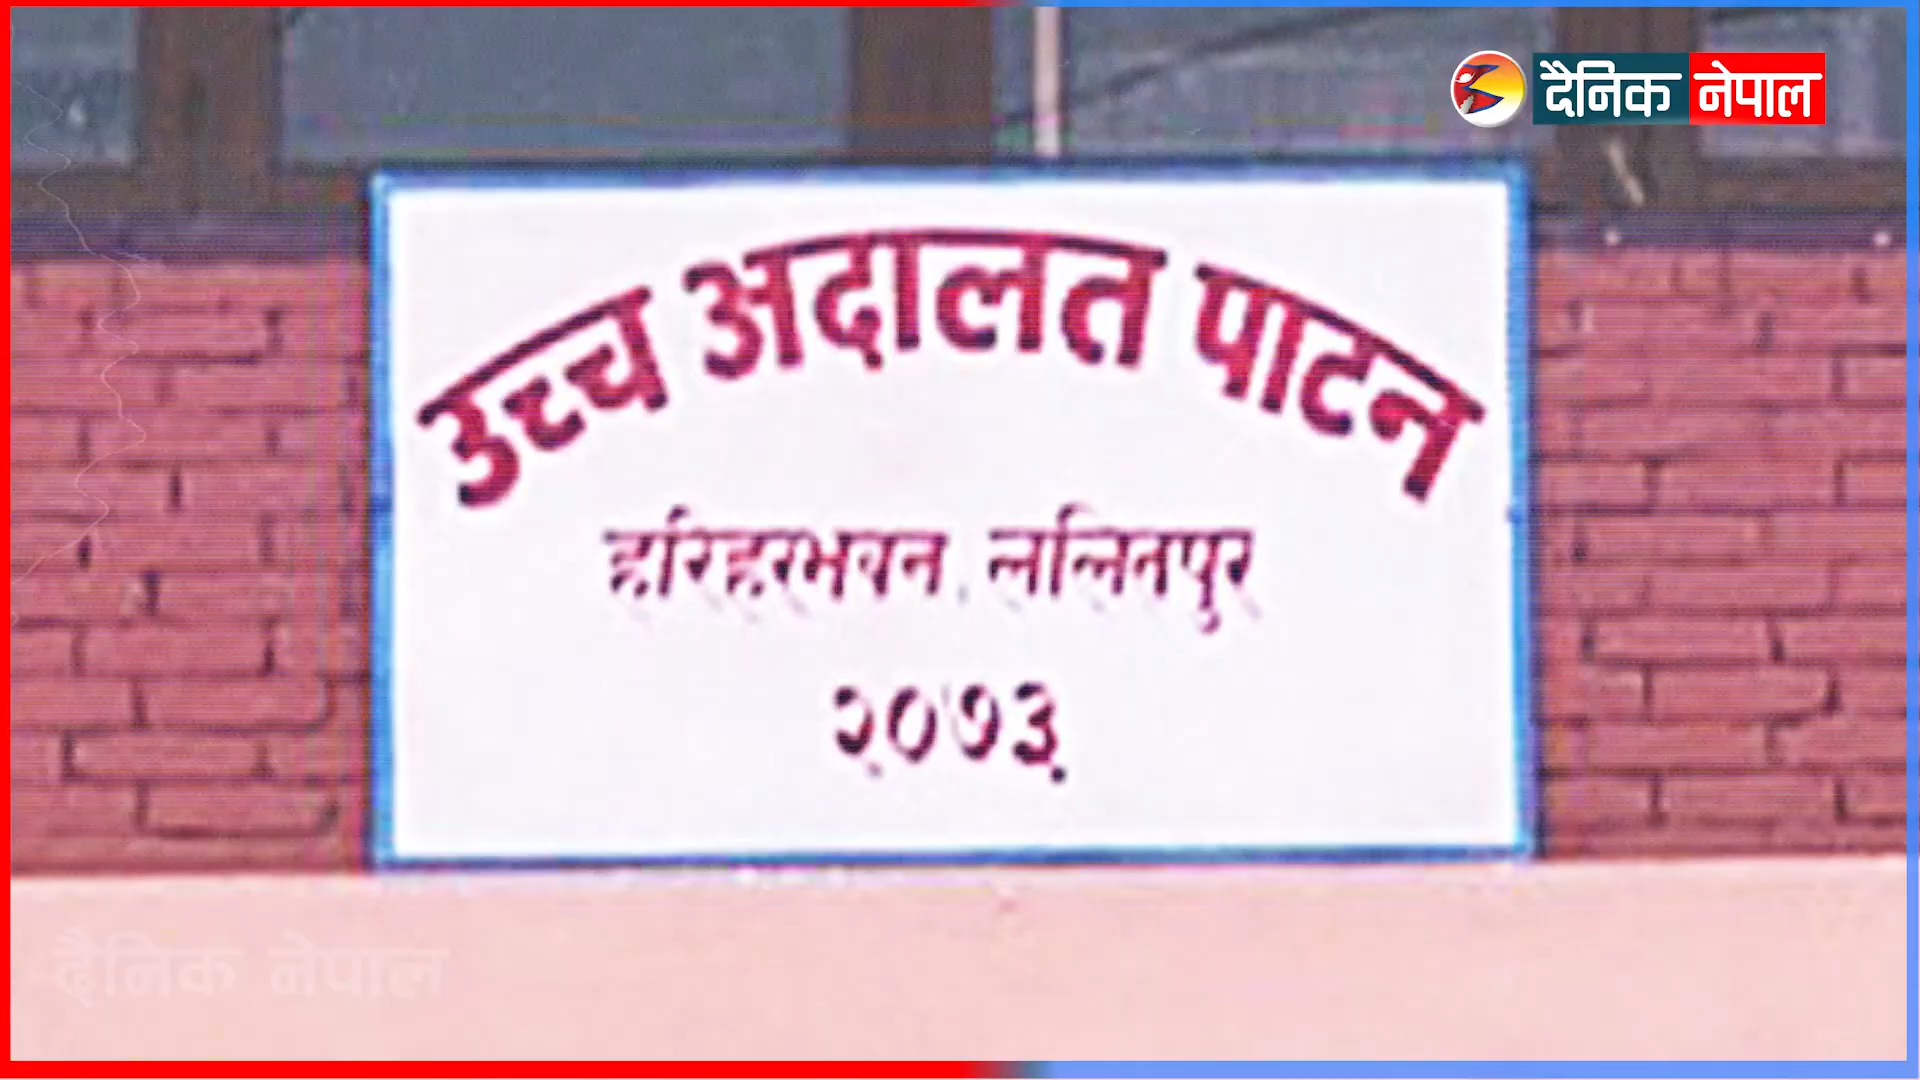 दैनिक नेपाल
उच्च अदालत पाटन
हरिहरभवन, ललितपुर
२०७३
दैनिक नेपाल